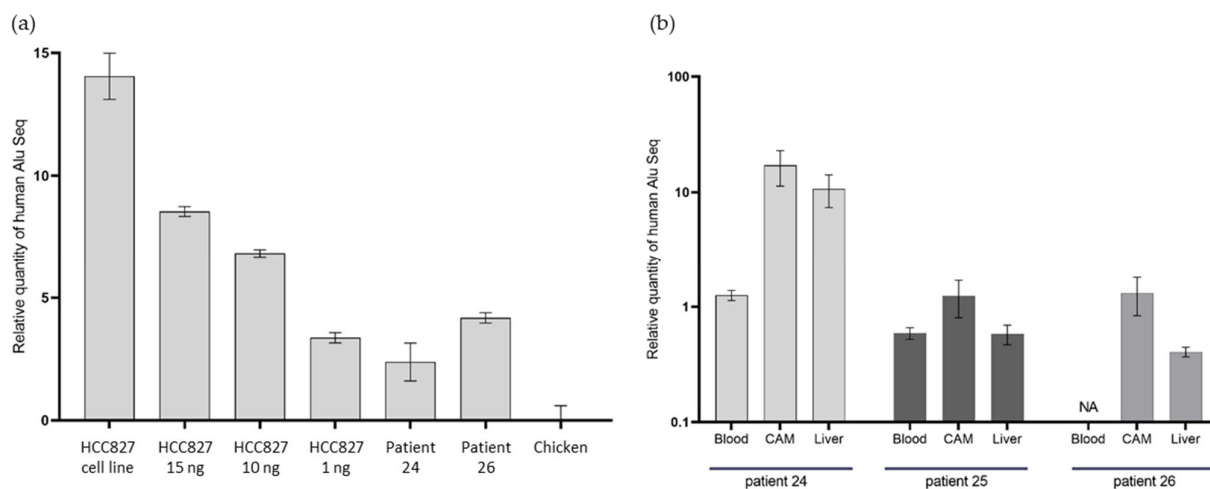 (a)
Relative quantity of human Alu Seq
15
10
5
0
HCC827 HCC827 HCC827 HCC827 Patient Patient Chicken
cell line 15 ng 10 ng 1 ng 24 26
(b)
Relative quantity of human Alu Seq
100
10
1
0.1
NA
Blood CAM Liver Blood CAM Liver Blood CAM Liver
patient 24 patient 25 patient 26